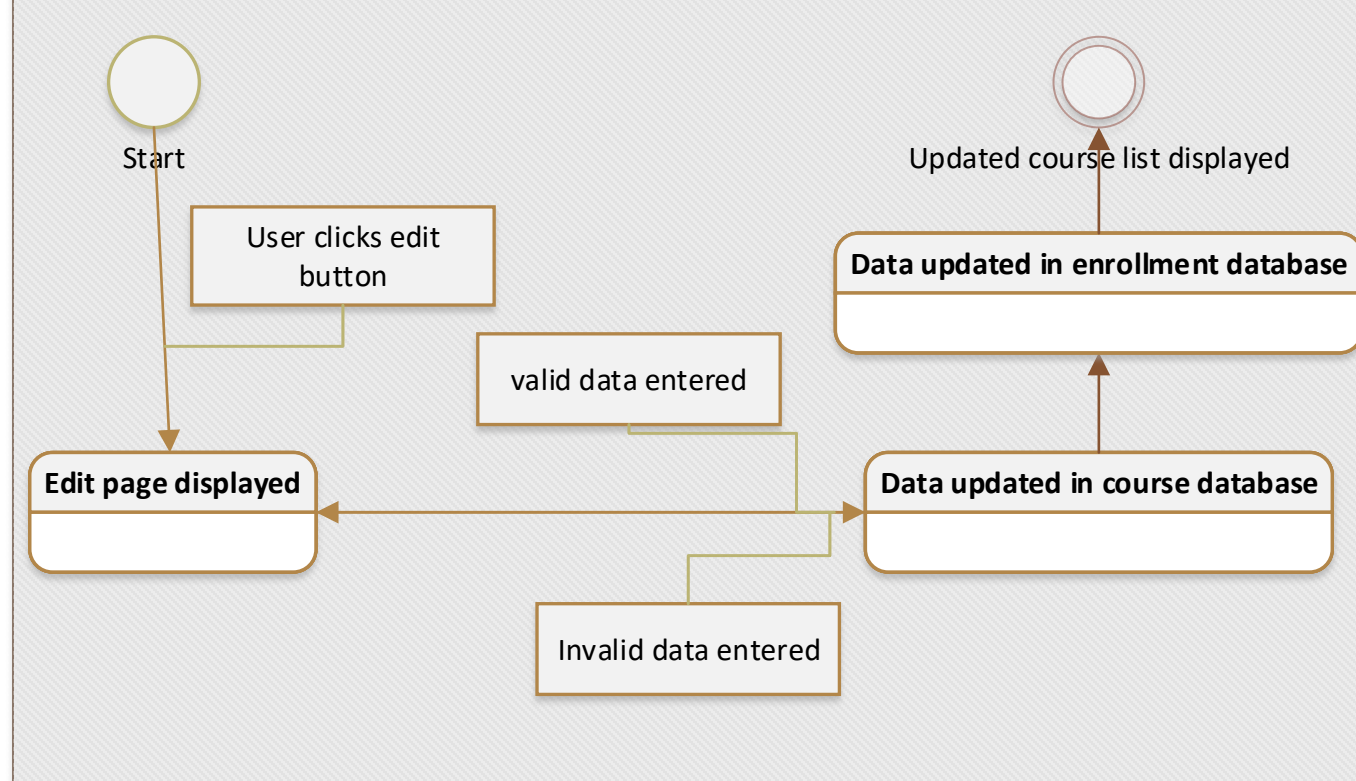 Start
Updated course list displayed
User clicks edit
button
Data updated in enrollment database
valid data entered
Edit page displayed
Data updated in course database
Invalid data entered